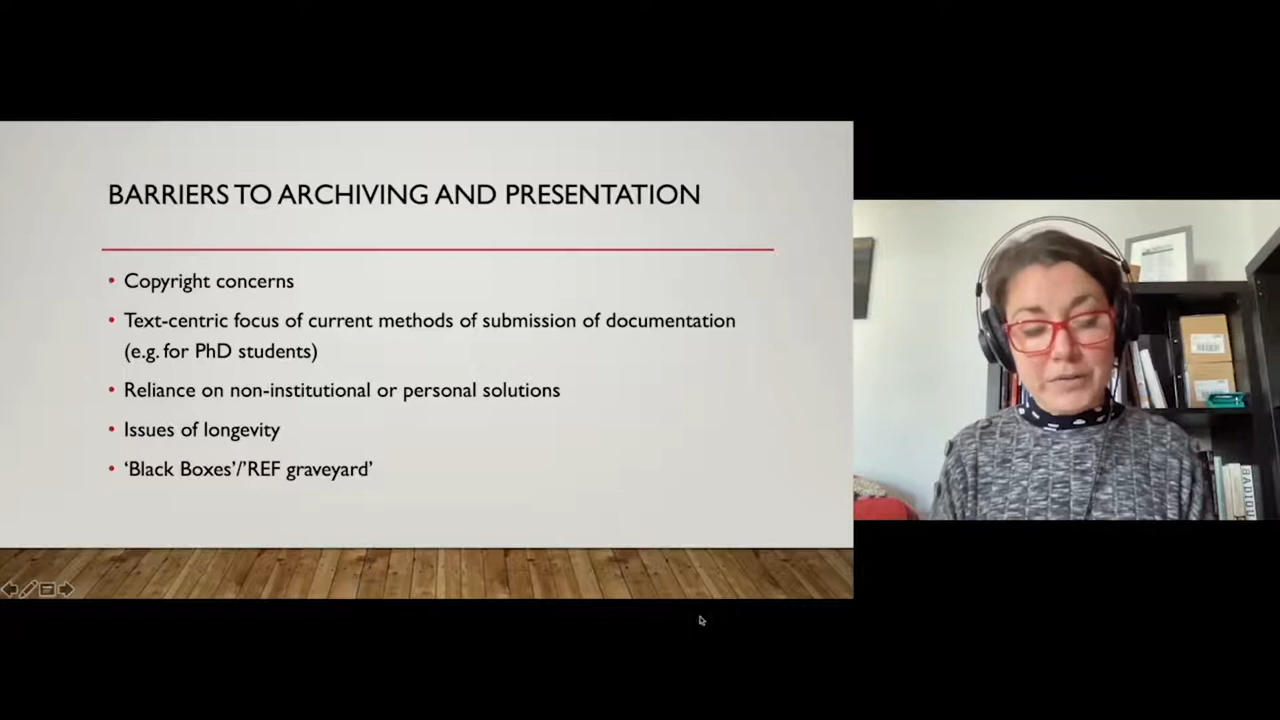 BARRIERS TO ARCHIVING AND PRESENTATION
• Copyright concerns
• Text-centric focus of current methods of submission of documentation
(e.g. for PhD students)
• Reliance on non-institutional or personal solutions
• Issues of longevity
• ‘Black Boxes’/’REF graveyard’
BADIOU